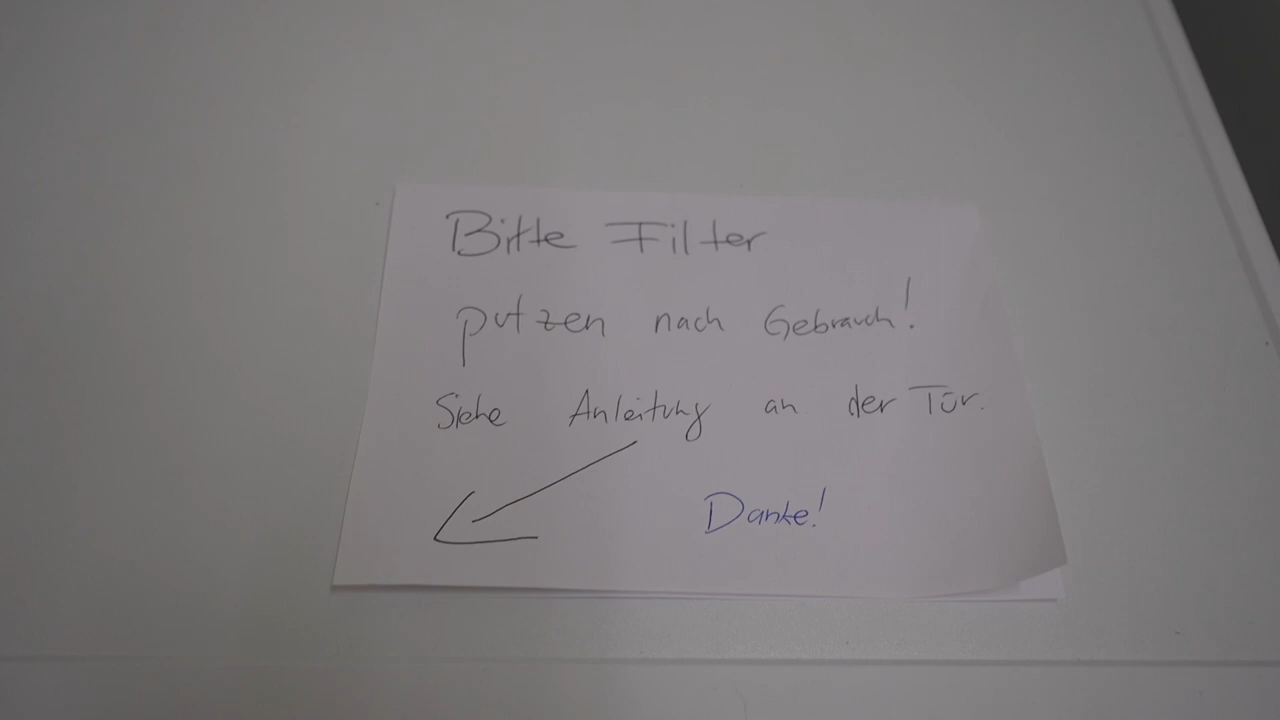 Bitte Filter
putzen nach Gebrauch!
Siehe Anleitung an der Tür.
Danke!